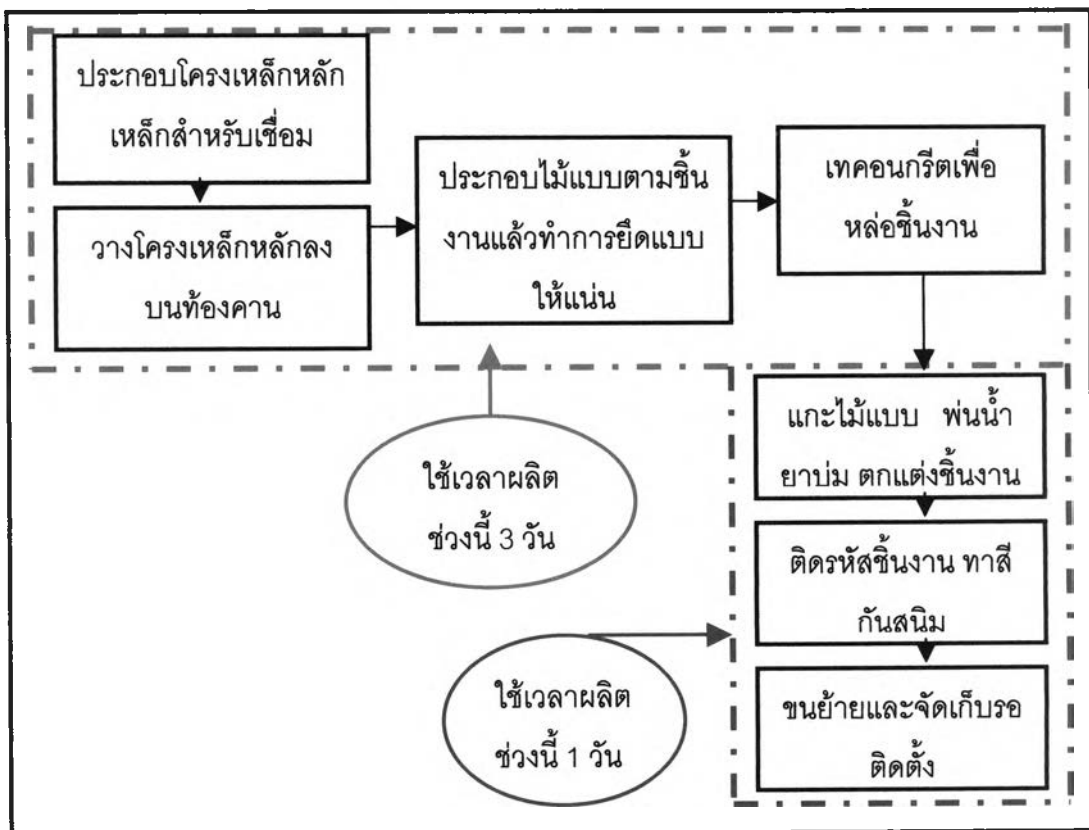 ประกอบโครงเหล็กหลัก
เหล็กสำหรับเชื่อม
วางโครงเหล็กหลักลง
บนท้องคาน
ประกอบไม้แบบตามชิ้น
งานแล้วทำการยึดแบบ
ให้แน่น
เทคอนกรีตเพื่อ
หล่อชิ้นงาน
แกะไม้แบบ พ่นน้ำ
ยาบ่ม ตกแต่งชิ้นงาน
ติดรหัสชิ้นงาน ทาสี
กันสนิม
ขนย้ายและจัดเก็บรอ
ติดตั้ง
ใช้เวลาผลิต
ช่วงนี้ 3 วัน
ใช้เวลาผลิต
ช่วงนี้ 1 วัน